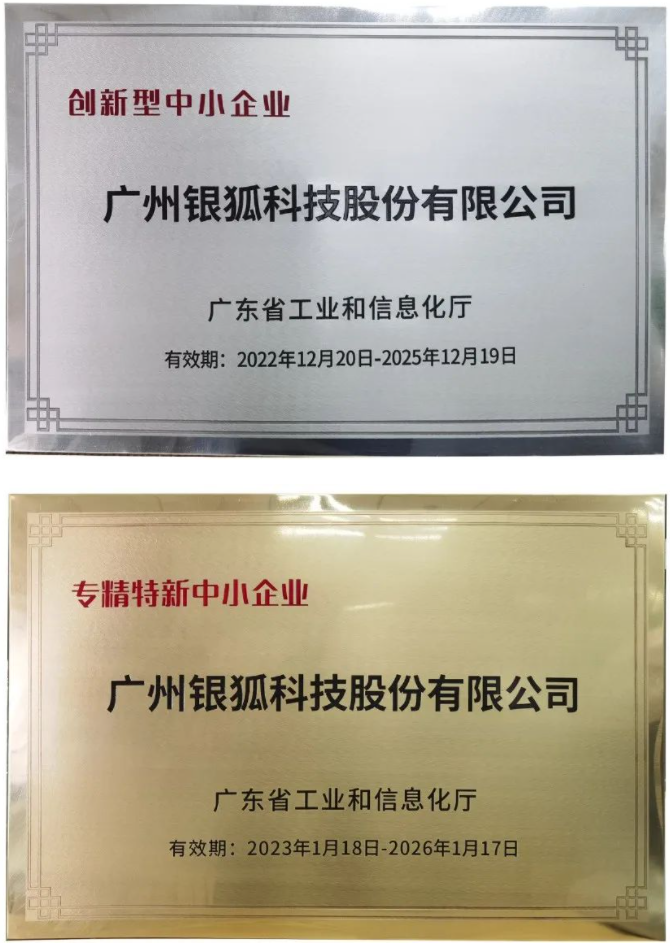 创新型中小企业
广州银狐科技股份有限公司
广东省工业和信息化厅
有效期：2022年12月20日-2025年12月19日
专精特新中小企业
广州银狐科技股份有限公司
广东省工业和信息化厅
有效期：2023年1月18日-2026年1月17日